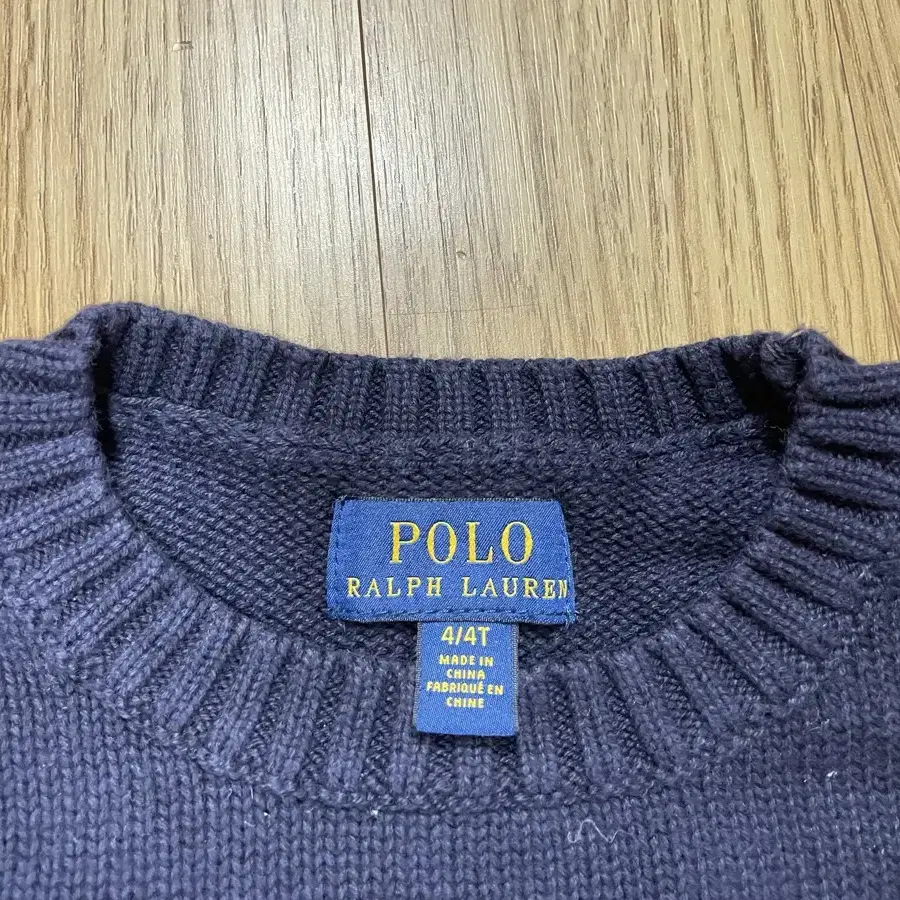 POLO
RALPH LAUREN
4/4T
MADE IN
CHINA
FABRIQUÉ EN
CHINE